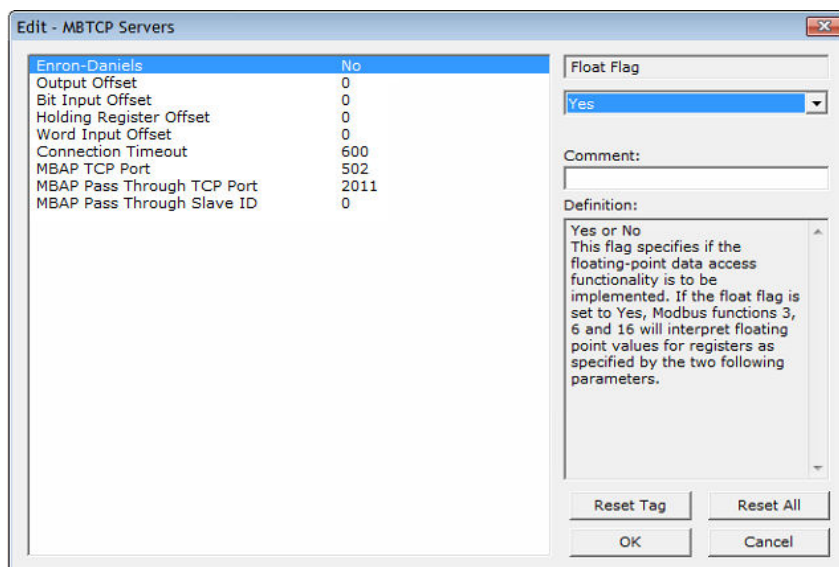 Edit - MBTCP Servers
Enron-Daniels No
Output Offset 0
Bit Input Offset 0
Holding Register Offset 0
Word Input Offset 0
Connection Timeout 600
MBAP TCP Port 502
MBAP Pass Through TCP Port 2011
MBAP Pass Through Slave ID 0
Float Flag
Yes
Comment:
Definition:
Yes or No
This flag specifies if the
floating-point data access
functionality is to be
implemented. If the float flag is
set to Yes, Modbus functions 3,
6 and 16 will interpret floating
point values for registers as
specified by the two following
parameters.
Reset Tag Reset All
OK Cancel